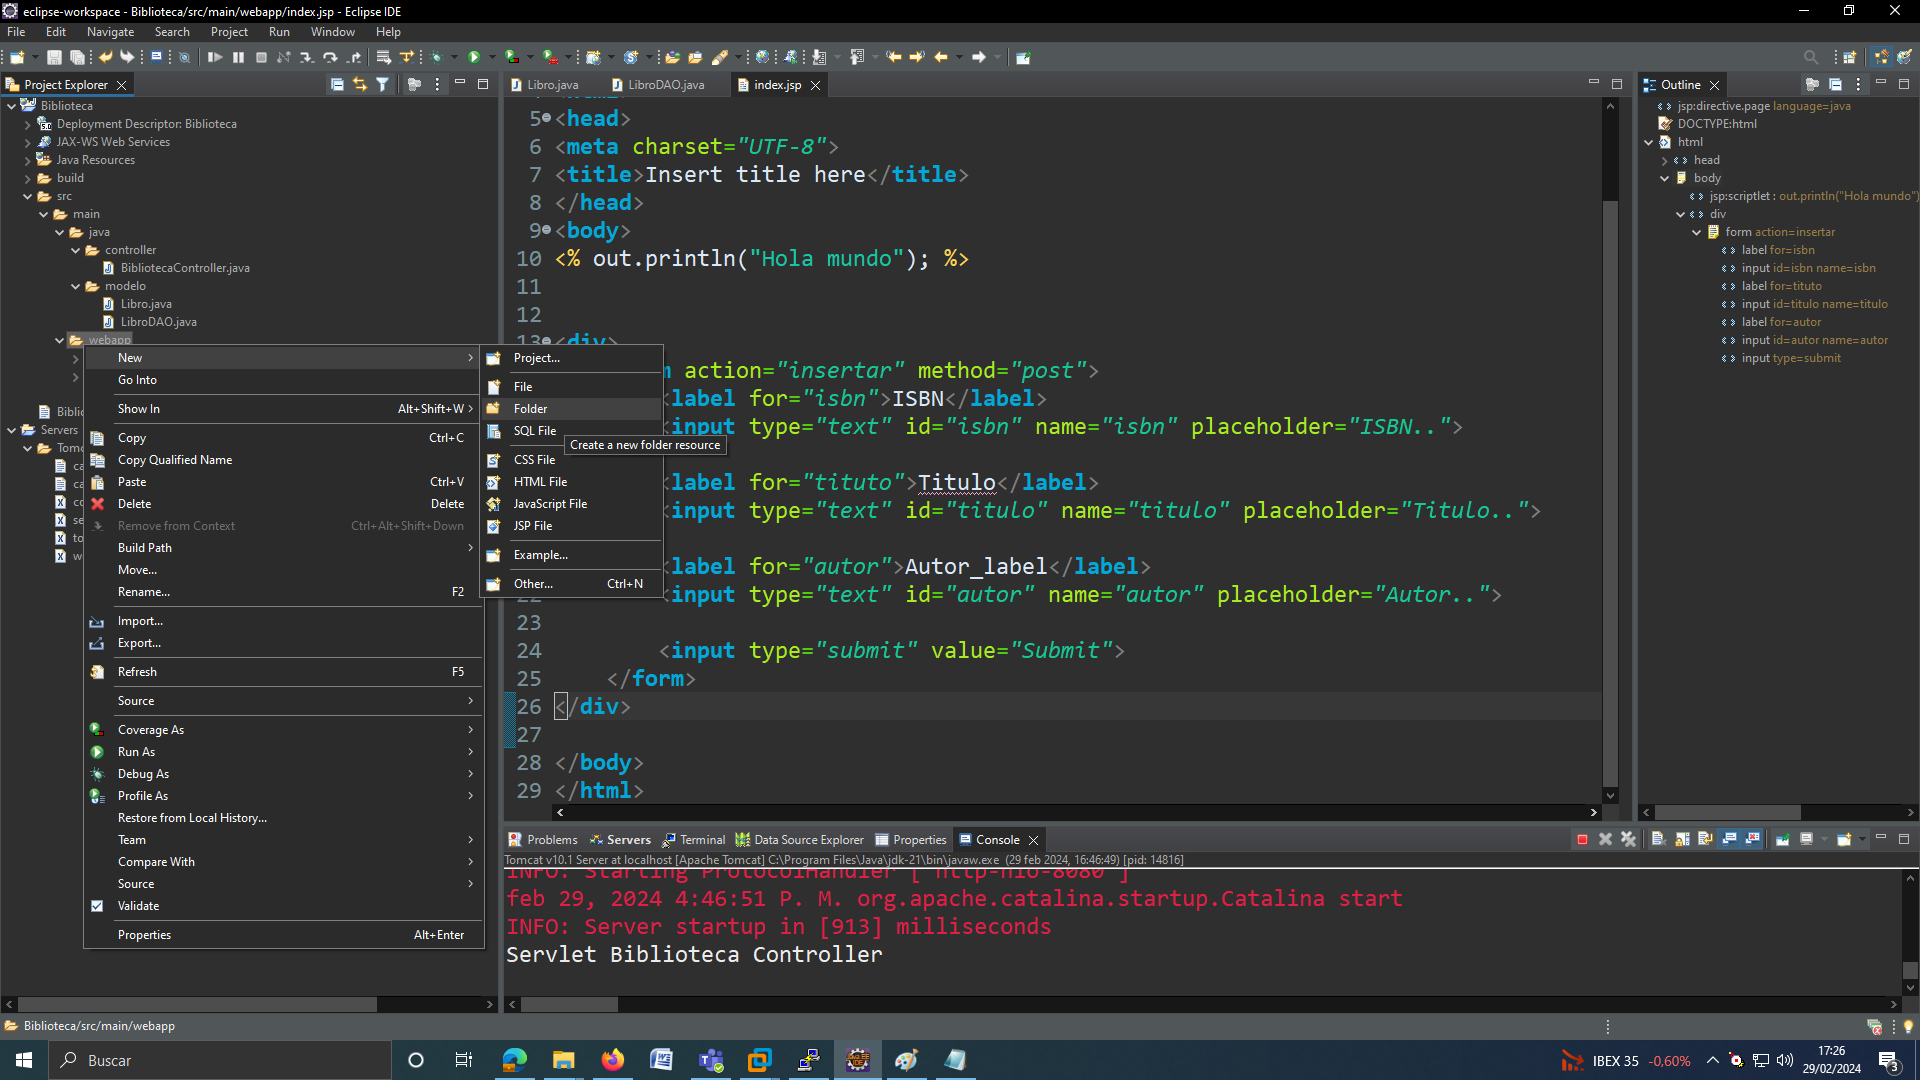 eclipse-workspace - Biblioteca/src/main/webapp/index.jsp - Eclipse IDE
File Edit Navigate Search Project Run Window Help
Project Explorer
Biblioteca
Deployment Descriptor: Biblioteca
JAX-WS Web Services
Java Resources
build
src
main
java
controller
BibliotecaController.java
modelo
Libro.java
LibroDAO.java
webapp
Biblic
Servers
Tomc
ca
ca
co
se
to
w
New
Go Into
Show In Alt+Shift+W
Copy Ctrl+C
Copy Qualified Name
Paste Ctrl+V
Delete Delete
Remove from Context Ctrl+Alt+Shift+Down
Build Path
Move...
Rename... F2
Import...
Export...
Refresh F5
Source
Coverage As
Run As
Debug As
Profile As
Restore from Local History...
Team
Compare With
Source
Validate
Properties Alt+Enter
Project...
File
Folder
SQL File
Create a new folder resource
CSS File
HTML File
JavaScript File
JSP File
Example...
Other... Ctrl+N
Libro.java LibroDAO.java index.jsp
5 <head>
6 <meta charset="UTF-8">
7 <title>Insert title here</title>
8 </head>
9 <body>
10 <% out.println("Hola mundo"); %>
11
12
13 <div>
m action="insertar" method="post">
<label for="isbn">ISBN</label>
<input type="text" id="isbn" name="isbn" placeholder="ISBN..">
<label for="tituto">Titulo</label>
<input type="text" id="titulo" name="titulo" placeholder="Titulo..">
<label for="autor">Autor_label</label>
22 <input type="text" id="autor" name="autor" placeholder="Autor..">
23
24 <input type="submit" value="Submit">
25 </form>
26 </div>
27
28 </body>
29 </html>
Outline
jsp:directive.page language=java
DOCTYPE:html
html
head
body
jsp:scriptlet : out.println("Hola mundo")
div
form action=insertar
label for=isbn
input id=isbn name=isbn
label for=tituto
input id=titulo name=titulo
label for=autor
input id=autor name=autor
input type=submit
Problems Servers Terminal Data Source Explorer Properties Console
Tomcat v10.1 Server at localhost [Apache Tomcat] C:\Program Files\Java\jdk-21\bin\javaw.exe (29 feb 2024, 16:46:49) [pid: 14816]
INFO: Starting ProtocolHandler ["http-nio-8080"]
feb 29, 2024 4:46:51 P. M. org.apache.catalina.startup.Catalina start
INFO: Server startup in [913] milliseconds
Servlet Biblioteca Controller
Biblioteca/src/main/webapp
Buscar
IBEX 35 -0,60%
17:26
29/02/2024
3